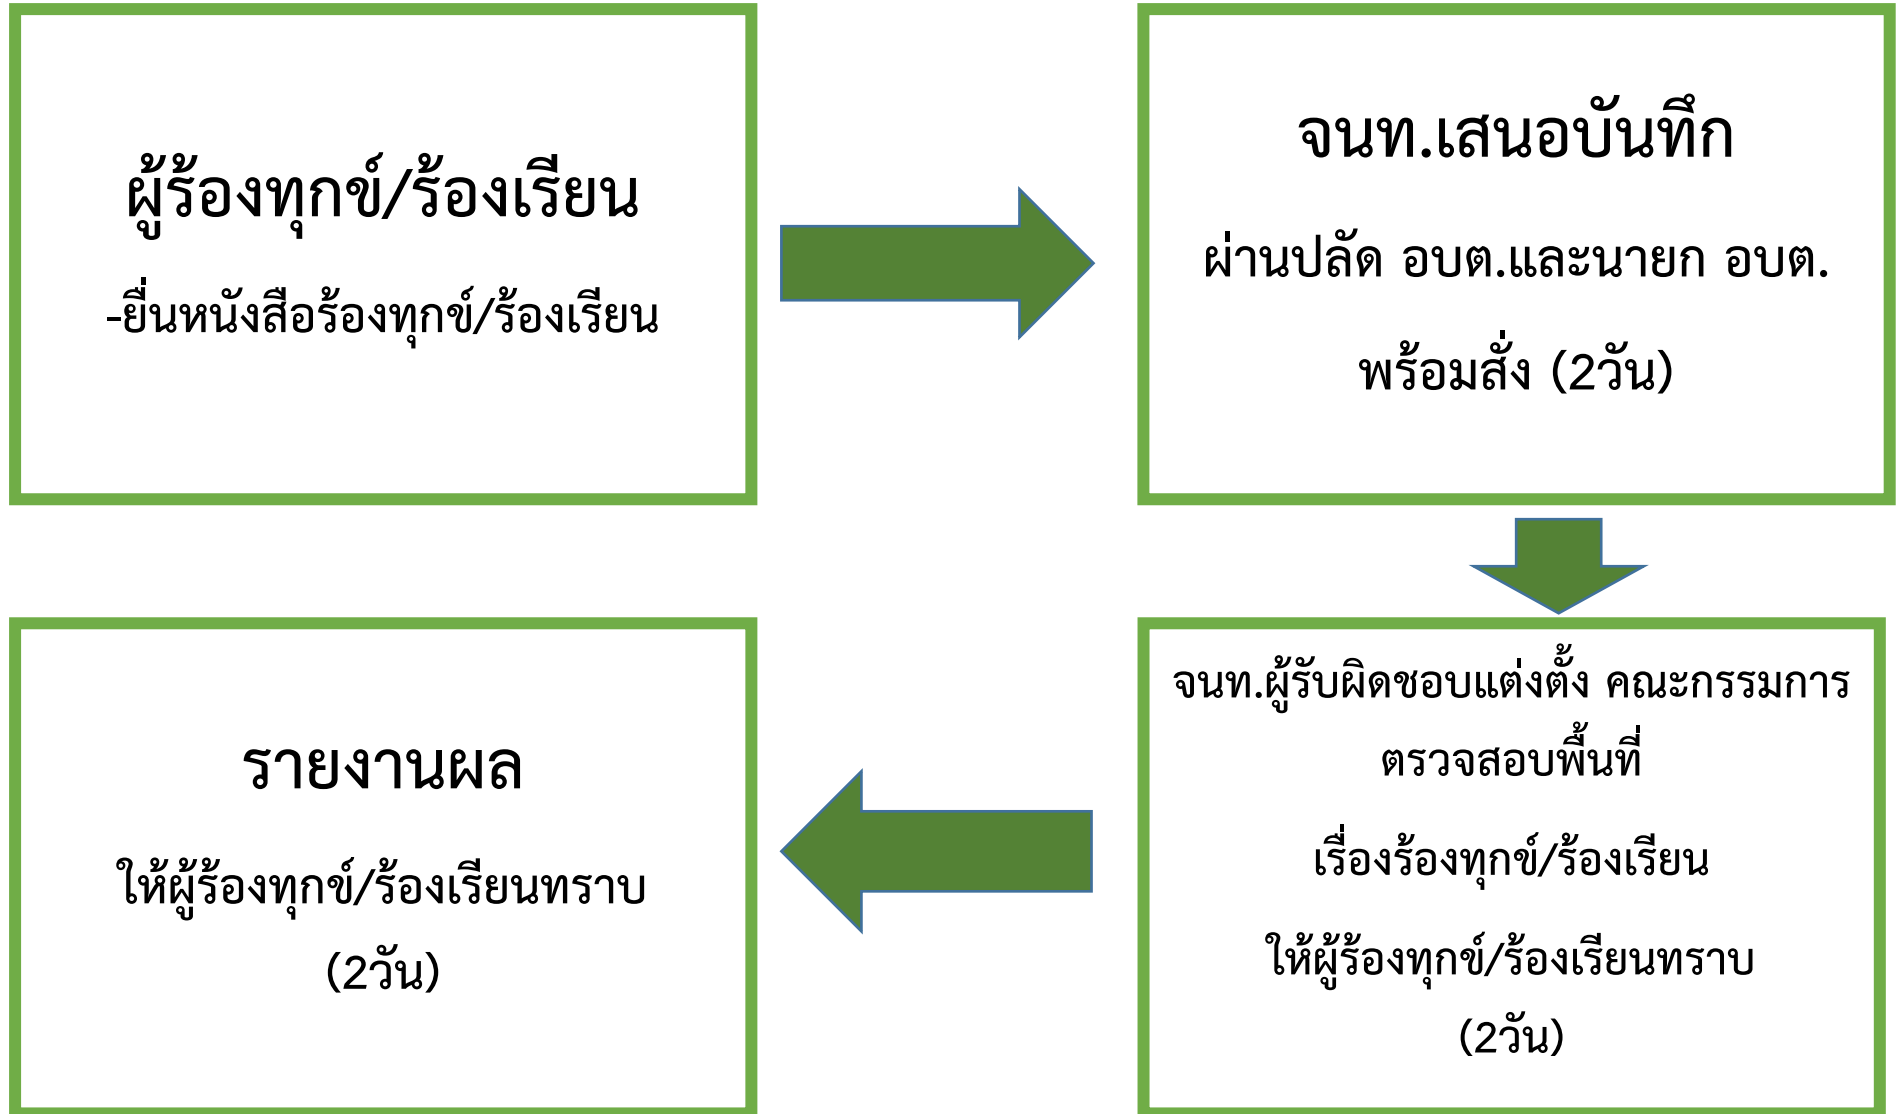 ผู้ร้องทุกข์/ร้องเรียน
-ยื่นหนังสือร้องทุกข์/ร้องเรียน
จนท.เสนอบันทึก
ผ่านปลัด อบต.และนายก อบต.
พร้อมสั่ง (2วัน)
จนท.ผู้รับผิดชอบแต่งตั้ง คณะกรรมการ
ตรวจสอบพื้นที่
เรื่องร้องทุกข์/ร้องเรียน
ให้ผู้ร้องทุกข์/ร้องเรียนทราบ
(2วัน)
รายงานผล
ให้ผู้ร้องทุกข์/ร้องเรียนทราบ
(2วัน)